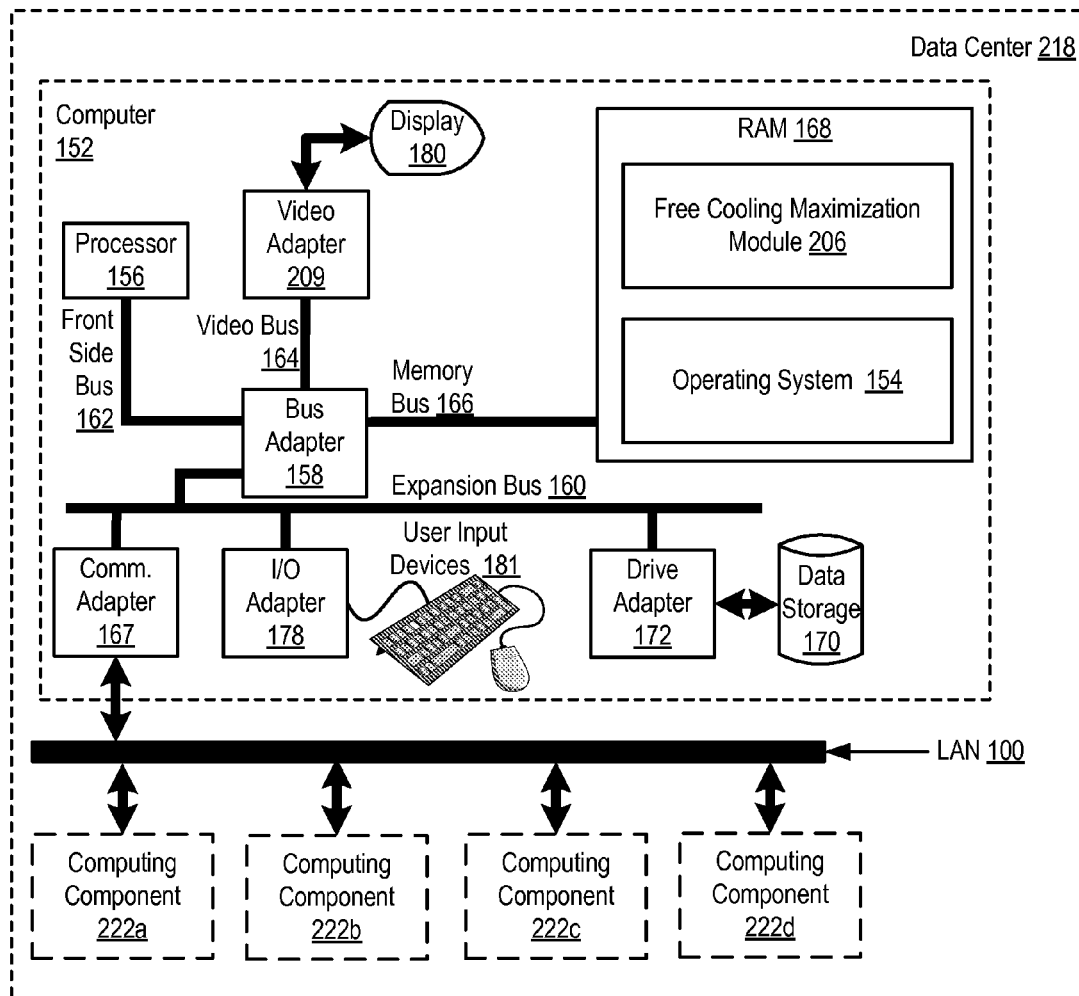 Data Center 218
Computer
152
Display
180
RAM 168
Free Cooling Maximization
Module 206
Operating System 154
Video
Adapter
209
Processor
156
Front
Side
Bus
162
Video Bus
164
Memory
Bus 166
Bus
Adapter
158
Expansion Bus 160
Comm.
Adapter
167
I/O
Adapter
178
User Input
Devices 181
Drive
Adapter
172
Data
Storage
170
LAN 100
Computing
Component
222a
Computing
Component
222b
Computing
Component
222c
Computing
Component
222d